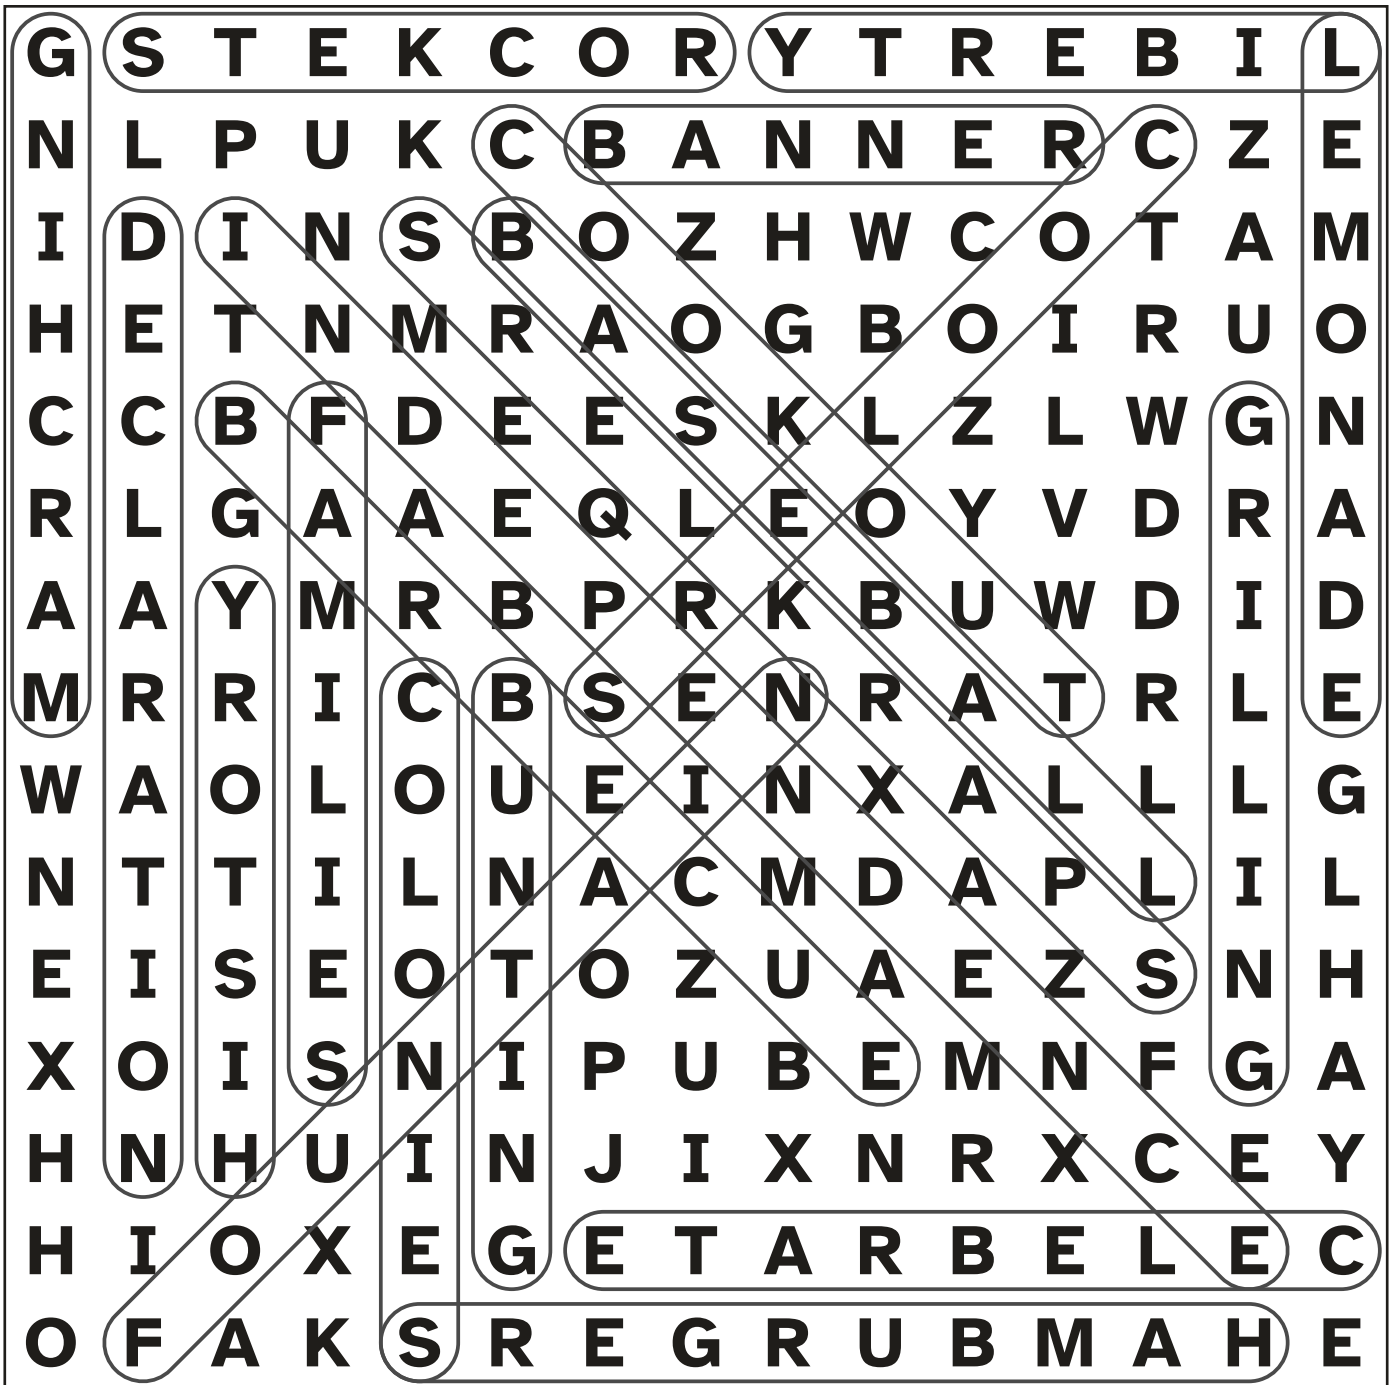 G S T E K C O R Y T R E B I L
N L P U K C B A N N E R C Z E
I D I N S B O Z H W C O T A M
H E T N M R A O G B O I R U O
C C B F D E E S K L Z L W G N
R L G A A E Q L E O Y V D R A
A A Y M R B P R K B U W D I D
M R R I C B S E N R A T R L E
W A O L O U E I N X A L L L G
N T T I L N A C M D A P L I L
E I S E O T O Z U A E Z S N H
X O I S N I P U B E M N F G A
H N H U I N J I X N R X C E Y
H I O X E G E T A R B E L E C
O F A K S R E G R U B M A H E